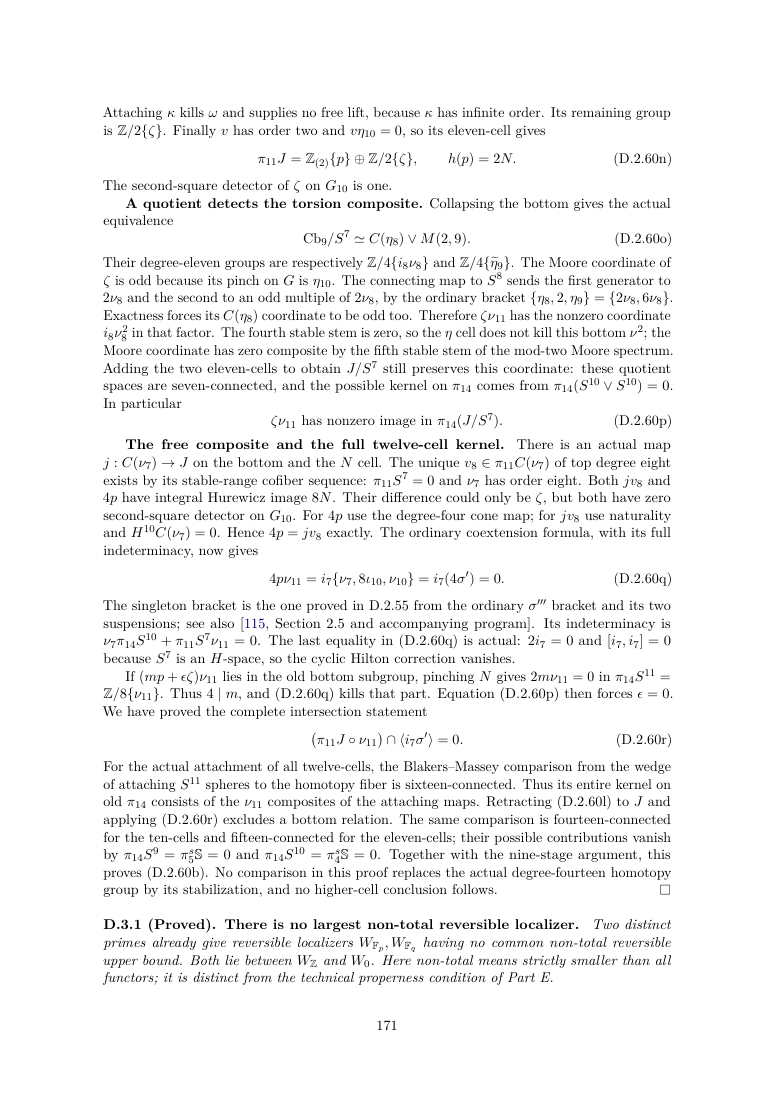 Attaching κ kills ω and supplies no free lift, because κ has infinite order. Its remaining group
is ℤ/2{ζ}. Finally v has order two and vη₁₀ = 0, so its eleven-cell gives
π₁₁J = ℤ₍₂₎{p} ⊕ ℤ/2{ζ}, h(p) = 2N. (D.2.60n)
The second-square detector of ζ on G₁₀ is one.
A quotient detects the torsion composite. Collapsing the bottom gives the actual
equivalence
Cb₉/S⁷ ≃ C(η₈) ∨ M(2, 9). (D.2.60o)
Their degree-eleven groups are respectively ℤ/4{i₈ν₈} and ℤ/4{η̃₉}. The Moore coordinate of
ζ is odd because its pinch on G is η₁₀. The connecting map to S⁸ sends the first generator to
2ν₈ and the second to an odd multiple of 2ν₈, by the ordinary bracket {η₈, 2, η₉} = {2ν₈, 6ν₈}.
Exactness forces its C(η₈) coordinate to be odd too. Therefore ζν₁₁ has the nonzero coordinate
i₈ν₈² in that factor. The fourth stable stem is zero, so the η cell does not kill this bottom ν²; the
Moore coordinate has zero composite by the fifth stable stem of the mod-two Moore spectrum.
Adding the two eleven-cells to obtain J/S⁷ still preserves this coordinate: these quotient
spaces are seven-connected, and the possible kernel on π₁₄ comes from π₁₄(S¹⁰ ∨ S¹⁰) = 0.
In particular
ζν₁₁ has nonzero image in π₁₄(J/S⁷). (D.2.60p)
The free composite and the full twelve-cell kernel. There is an actual map
j : C(ν₇) → J on the bottom and the N cell. The unique v₈ ∈ π₁₁C(ν₇) of top degree eight
exists by its stable-range cofiber sequence: π₁₁S⁷ = 0 and ν₇ has order eight. Both jv₈ and
4p have integral Hurewicz image 8N. Their difference could only be ζ, but both have zero
second-square detector on G₁₀. For 4p use the degree-four cone map; for jv₈ use naturality
and H¹⁰C(ν₇) = 0. Hence 4p = jv₈ exactly. The ordinary coextension formula, with its full
indeterminacy, now gives
4pν₁₁ = i₇{ν₇, 8ι₁₀, ν₁₀} = i₇(4σ′) = 0. (D.2.60q)
The singleton bracket is the one proved in D.2.55 from the ordinary σ‴ bracket and its two
suspensions; see also [115, Section 2.5 and accompanying program]. Its indeterminacy is
ν₇π₁₄S¹⁰ + π₁₁S⁷ν₁₁ = 0. The last equality in (D.2.60q) is actual: 2i₇ = 0 and [i₇, i₇] = 0
because S⁷ is an H-space, so the cyclic Hilton correction vanishes.
If (mp + ϵζ)ν₁₁ lies in the old bottom subgroup, pinching N gives 2mν₁₁ = 0 in π₁₄S¹¹ =
ℤ/8{ν₁₁}. Thus 4 | m, and (D.2.60q) kills that part. Equation (D.2.60p) then forces ϵ = 0.
We have proved the complete intersection statement
(π₁₁J ∘ ν₁₁) ∩ ⟨i₇σ′⟩ = 0. (D.2.60r)
For the actual attachment of all twelve-cells, the Blakers–Massey comparison from the wedge
of attaching S¹¹ spheres to the homotopy fiber is sixteen-connected. Thus its entire kernel on
old π₁₄ consists of the ν₁₁ composites of the attaching maps. Retracting (D.2.60l) to J and
applying (D.2.60r) excludes a bottom relation. The same comparison is fourteen-connected
for the ten-cells and fifteen-connected for the eleven-cells; their possible contributions vanish
by π₁₄S⁹ = π₅ˢ𝕊 = 0 and π₁₄S¹⁰ = π₄ˢ𝕊 = 0. Together with the nine-stage argument, this
proves (D.2.60b). No comparison in this proof replaces the actual degree-fourteen homotopy
group by its stabilization, and no higher-cell conclusion follows. □
D.3.1 (Proved). There is no largest non-total reversible localizer. Two distinct
primes already give reversible localizers W_{𝔽ₚ}, W_{𝔽_q} having no common non-total reversible
upper bound. Both lie between W_ℤ and W₀. Here non-total means strictly smaller than all
functors; it is distinct from the technical properness condition of Part E.
171